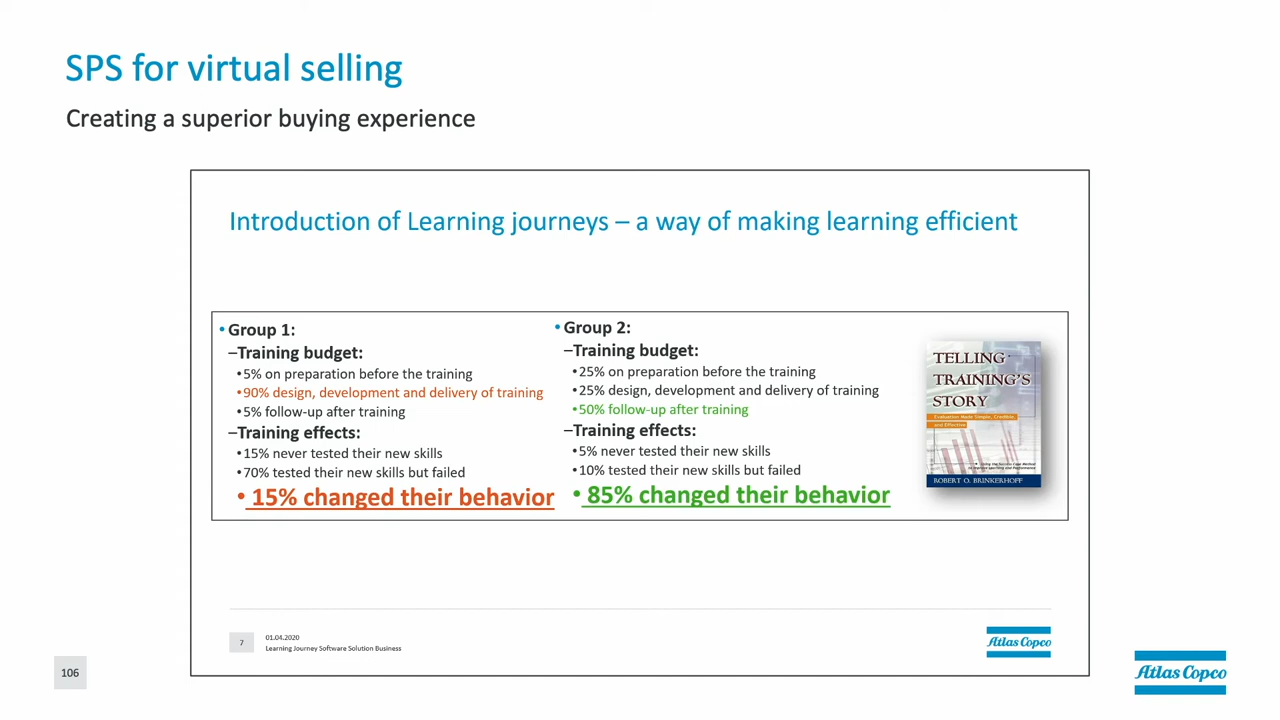 SPS for virtual selling
Creating a superior buying experience
Introduction of Learning journeys – a way of making learning efficient
• Group 1:
–Training budget:
•5% on preparation before the training
•90% design, development and delivery of training
•5% follow-up after training
–Training effects:
•15% never tested their new skills
•70% tested their new skills but failed
• 15% changed their behavior
• Group 2:
–Training budget:
•25% on preparation before the training
•25% design, development and delivery of training
•50% follow-up after training
–Training effects:
•5% never tested their new skills
•10% tested their new skills but failed
• 85% changed their behavior
TELLING
TRAINING'S
STORY
Evaluation Made Simple, Credible,
and Effective
ROBERT O. BRINKERHOFF
7
01.04.2020
Learning Journey Software Solution Business
Atlas Copco
106
Atlas Copco